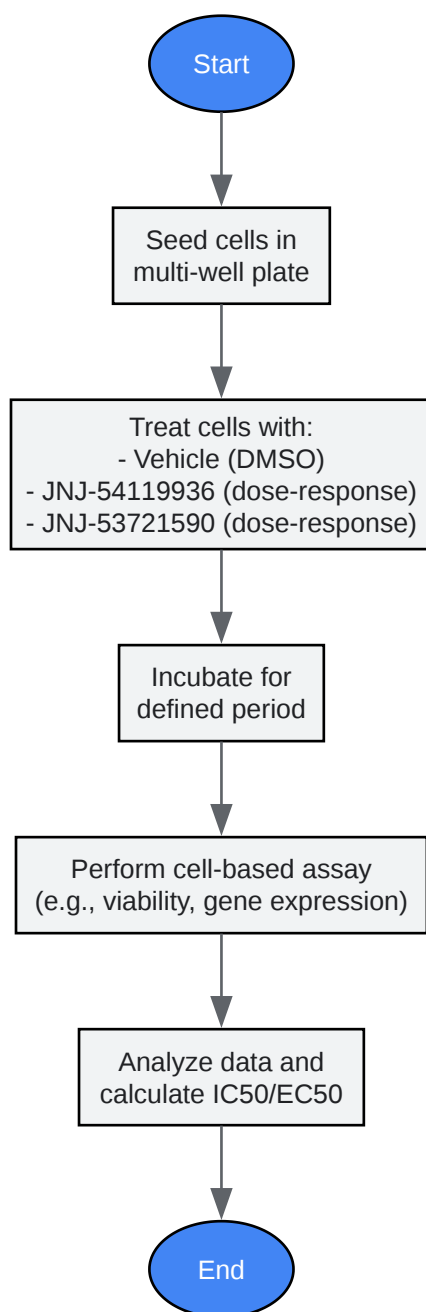 Start
Seed cells in
multi-well plate
Treat cells with:
- Vehicle (DMSO)
- JNJ-54119936 (dose-response)
- JNJ-53721590 (dose-response)
Incubate for
defined period
Perform cell-based assay
(e.g., viability, gene expression)
Analyze data and
calculate IC50/EC50
End